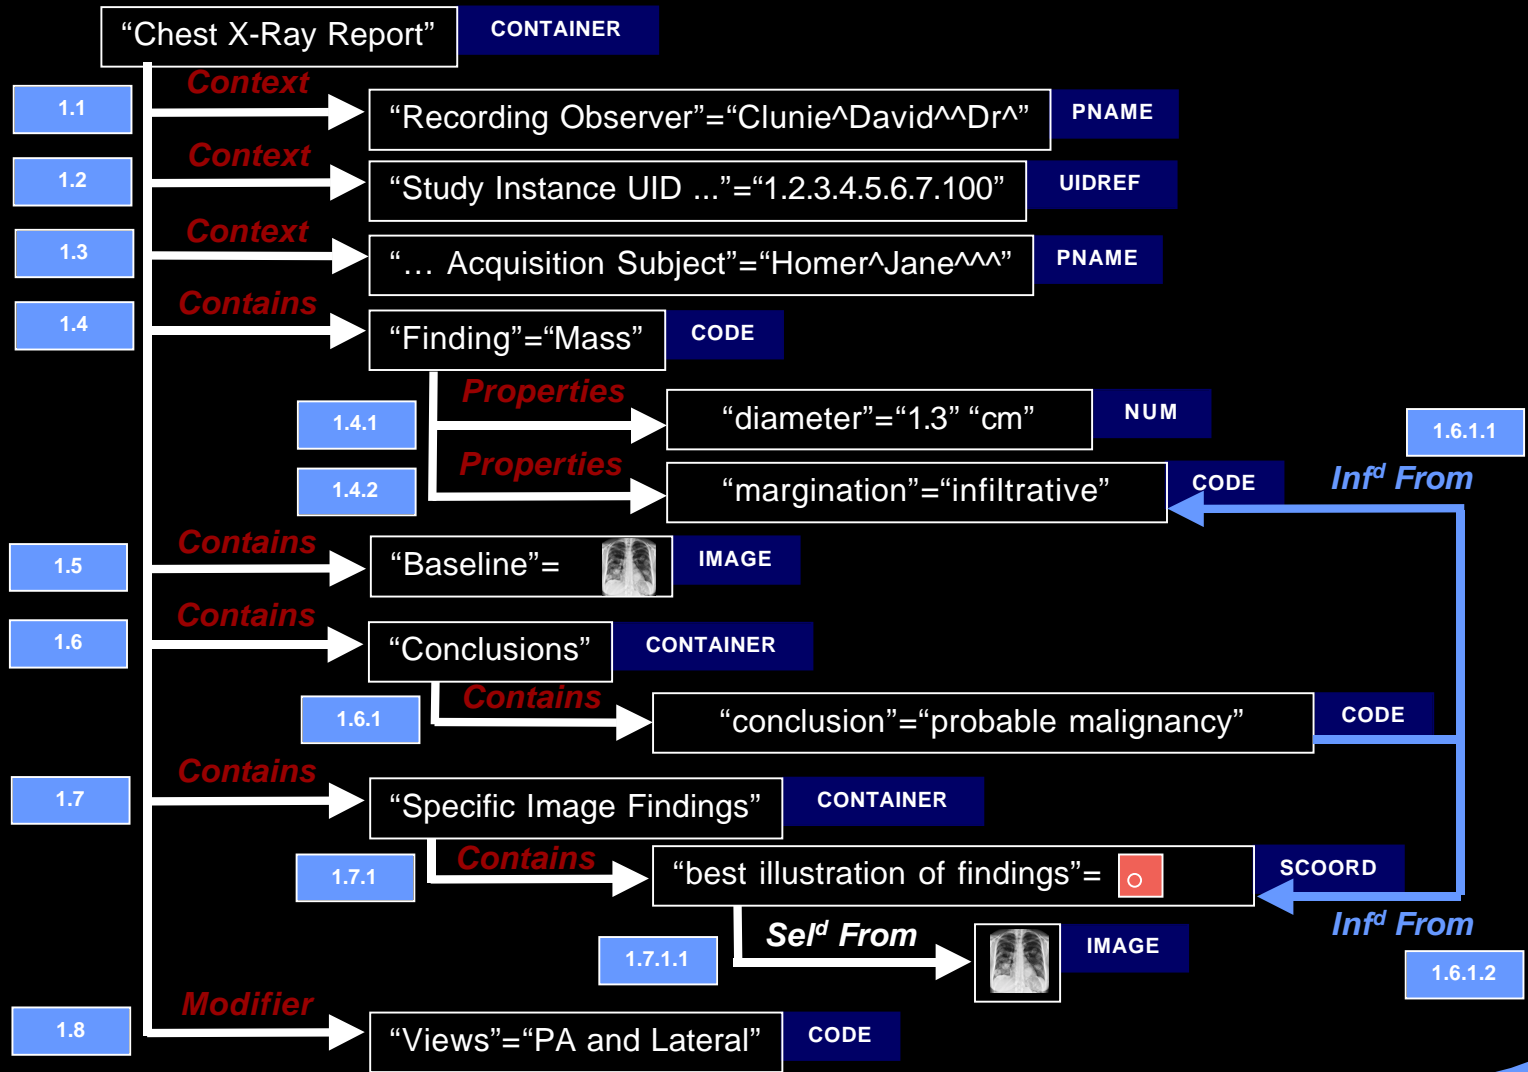 “Chest X-Ray Report” CONTAINER
Context
1.1 “Recording Observer”=“Clunie^David^^Dr^” PNAME
Context
1.2 “Study Instance UID ...”=“1.2.3.4.5.6.7.100” UIDREF
Context
1.3 “... Acquisition Subject”=“Homer^Jane^^^” PNAME
Contains
1.4 “Finding”=“Mass” CODE
Properties
1.4.1 “diameter”=“1.3” “cm” NUM
1.6.1.1
Properties
1.4.2 “margination”=“infiltrative” CODE
Infd From
Contains
1.5 “Baseline”= IMAGE
Contains
1.6 “Conclusions” CONTAINER
Contains
1.6.1 “conclusion”=“probable malignancy” CODE
Contains
1.7 “Specific Image Findings” CONTAINER
Contains
1.7.1 “best illustration of findings”= SCOORD
Infd From
Seld From
1.7.1.1 IMAGE
1.6.1.2
Modifier
1.8 “Views”=“PA and Lateral” CODE